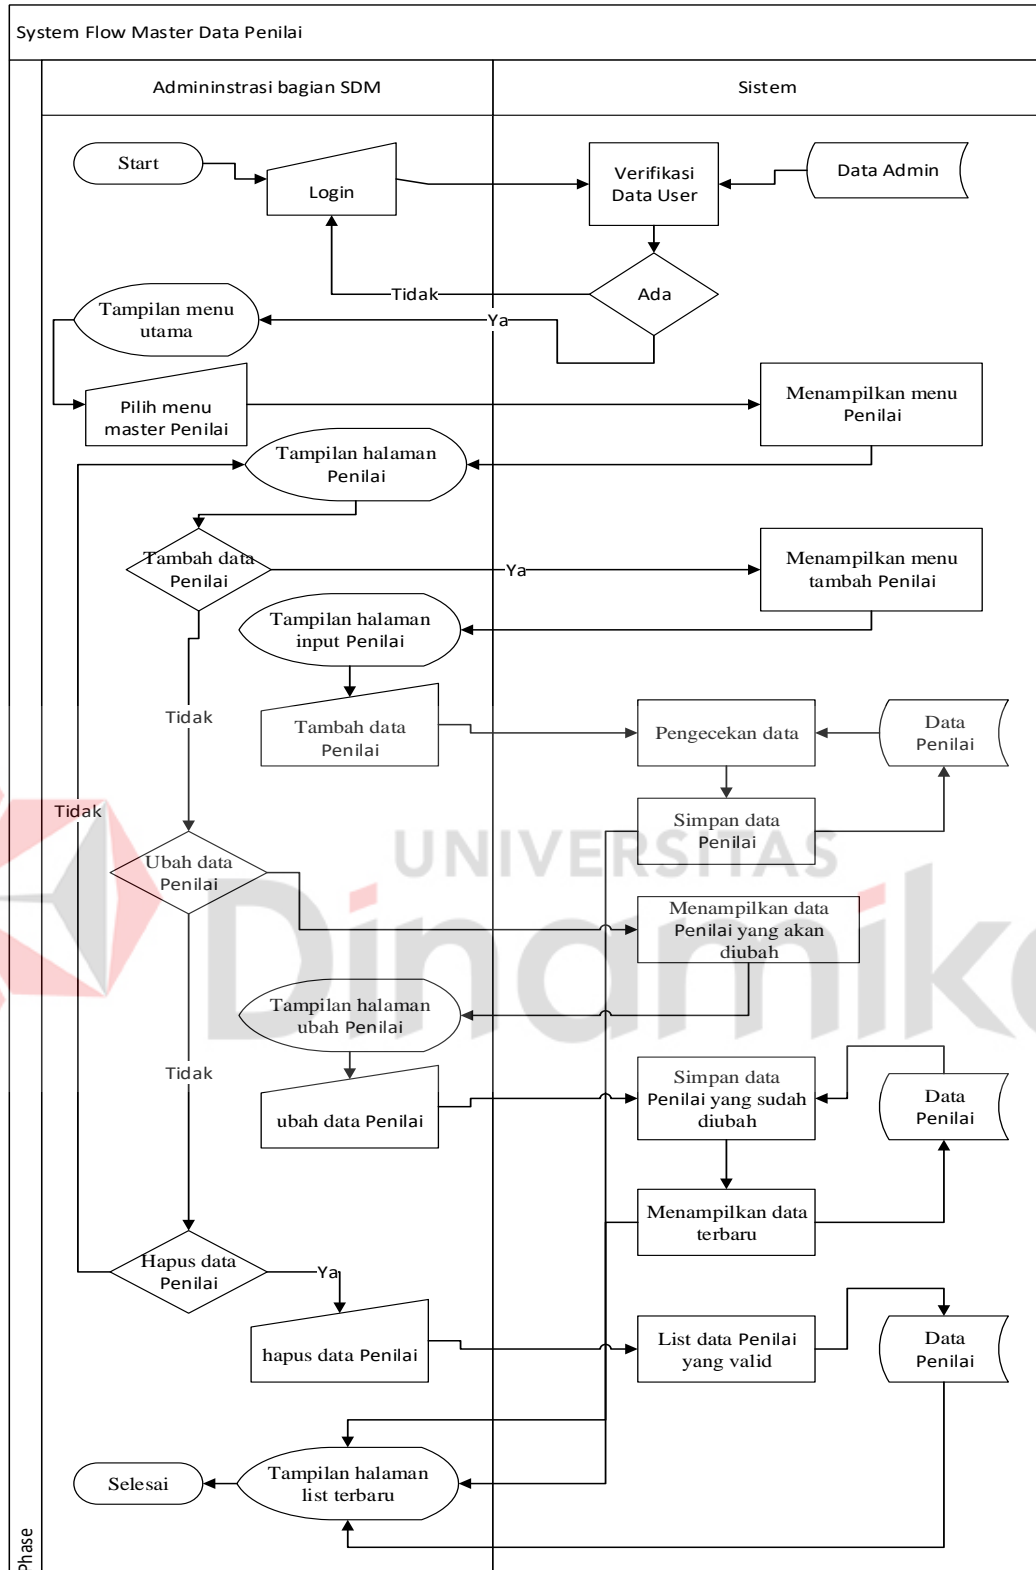 System Flow Master Data Penilai
Admininstrasi bagian SDM
Sistem
Start
Login
Verifikasi
Data User
Data Admin
Tidak
Ada
Tampilan menu
utama
Ya
Pilih menu
master Penilai
Menampilkan menu
Penilai
Tampilan halaman
Penilai
Tambah data
Penilai
Ya
Menampilkan menu
tambah Penilai
Tampilan halaman
input Penilai
Tidak
Tambah data
Penilai
Pengecekan data
Data
Penilai
Tidak
Simpan data
Penilai
UNIVERSITAS
Dinamika
Ubah data
Penilai
Menampilkan data
Penilai yang akan
diubah
Tampilan halaman
ubah Penilai
Tidak
ubah data Penilai
Simpan data
Penilai yang sudah
diubah
Data
Penilai
Menampilkan data
terbaru
Hapus data
Penilai
Ya
hapus data Penilai
List data Penilai
yang valid
Data
Penilai
Selesai
Tampilan halaman
list terbaru
Phase